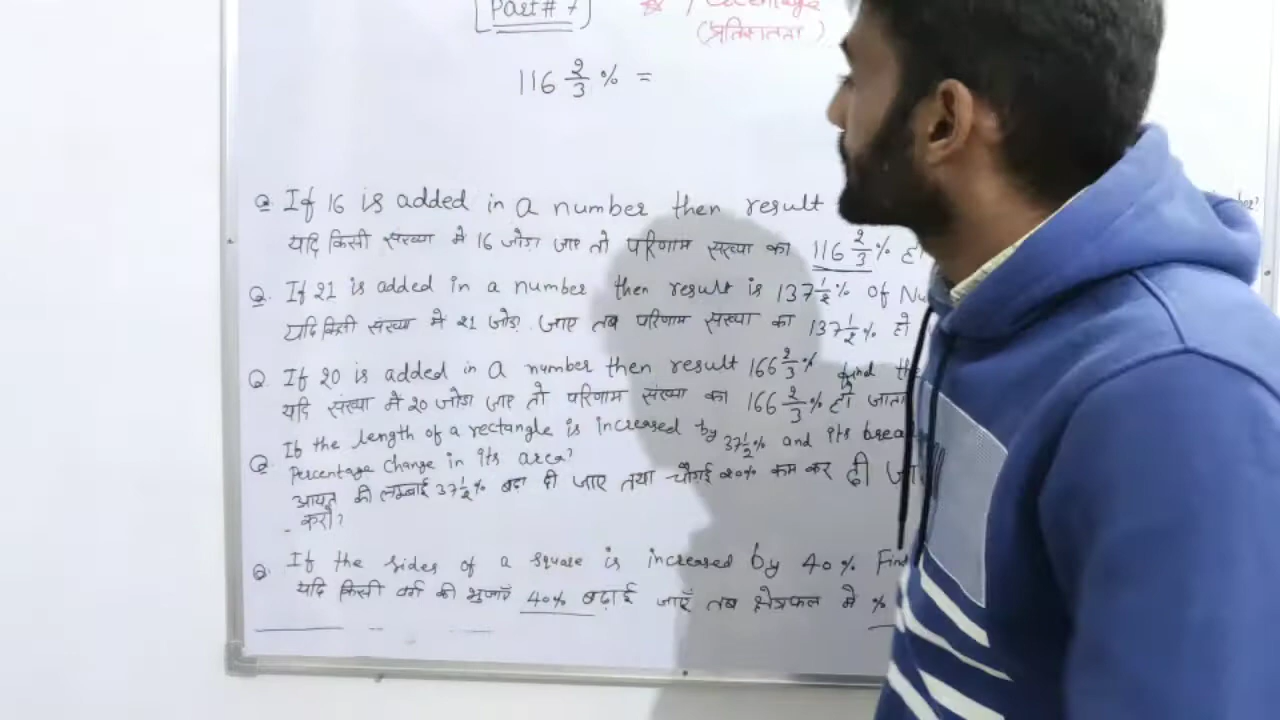 Part # 7
Percentage
(प्रतिशतता)
116 2/3 % =
Q If 16 is added in a number then result
यदि किसी संख्या में 16 जोड़ा जाए तो परिणाम संख्या का 116 2/3 % हो
Q. If 21 is added in a number then result is 137 1/2 % of Nu
यदि किसी संख्या में 21 जोड़ा जाए तब परिणाम संख्या का 137 1/2 % हो
Q. If 20 is added in a number then result 166 2/3 % find the
यदि संख्या में 20 जोड़ा जाए तो परिणाम संख्या का 166 2/3 % हो जाता
Q. If the length of a rectangle is increased by 37 1/2 % and its brea
Percentage change in its area?
आयत की लम्बाई 37 1/2 % बढ़ा दी जाए तथा चौड़ाई 20% कम कर दी जा
करो?
Q. If the sides of a square is increased by 40% Find
यदि किसी वर्ग की भुजाएँ 40% बढ़ाई जाएँ तब क्षेत्रफल में %